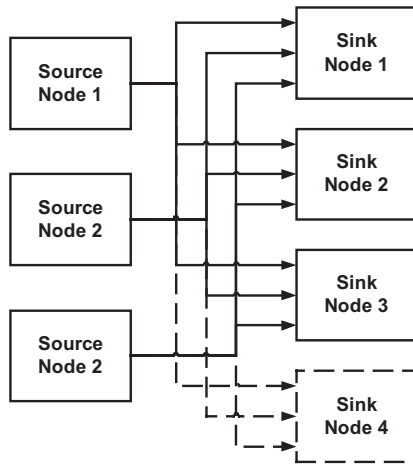 Source
Node 1
Source
Node 2
Source
Node 2
Sink
Node 1
Sink
Node 2
Sink
Node 3
Sink
Node 4